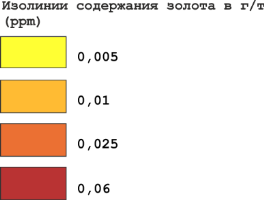 Изолинии содержания золота в г/т
(ppm)
0,005
0,01
0,025
0,06